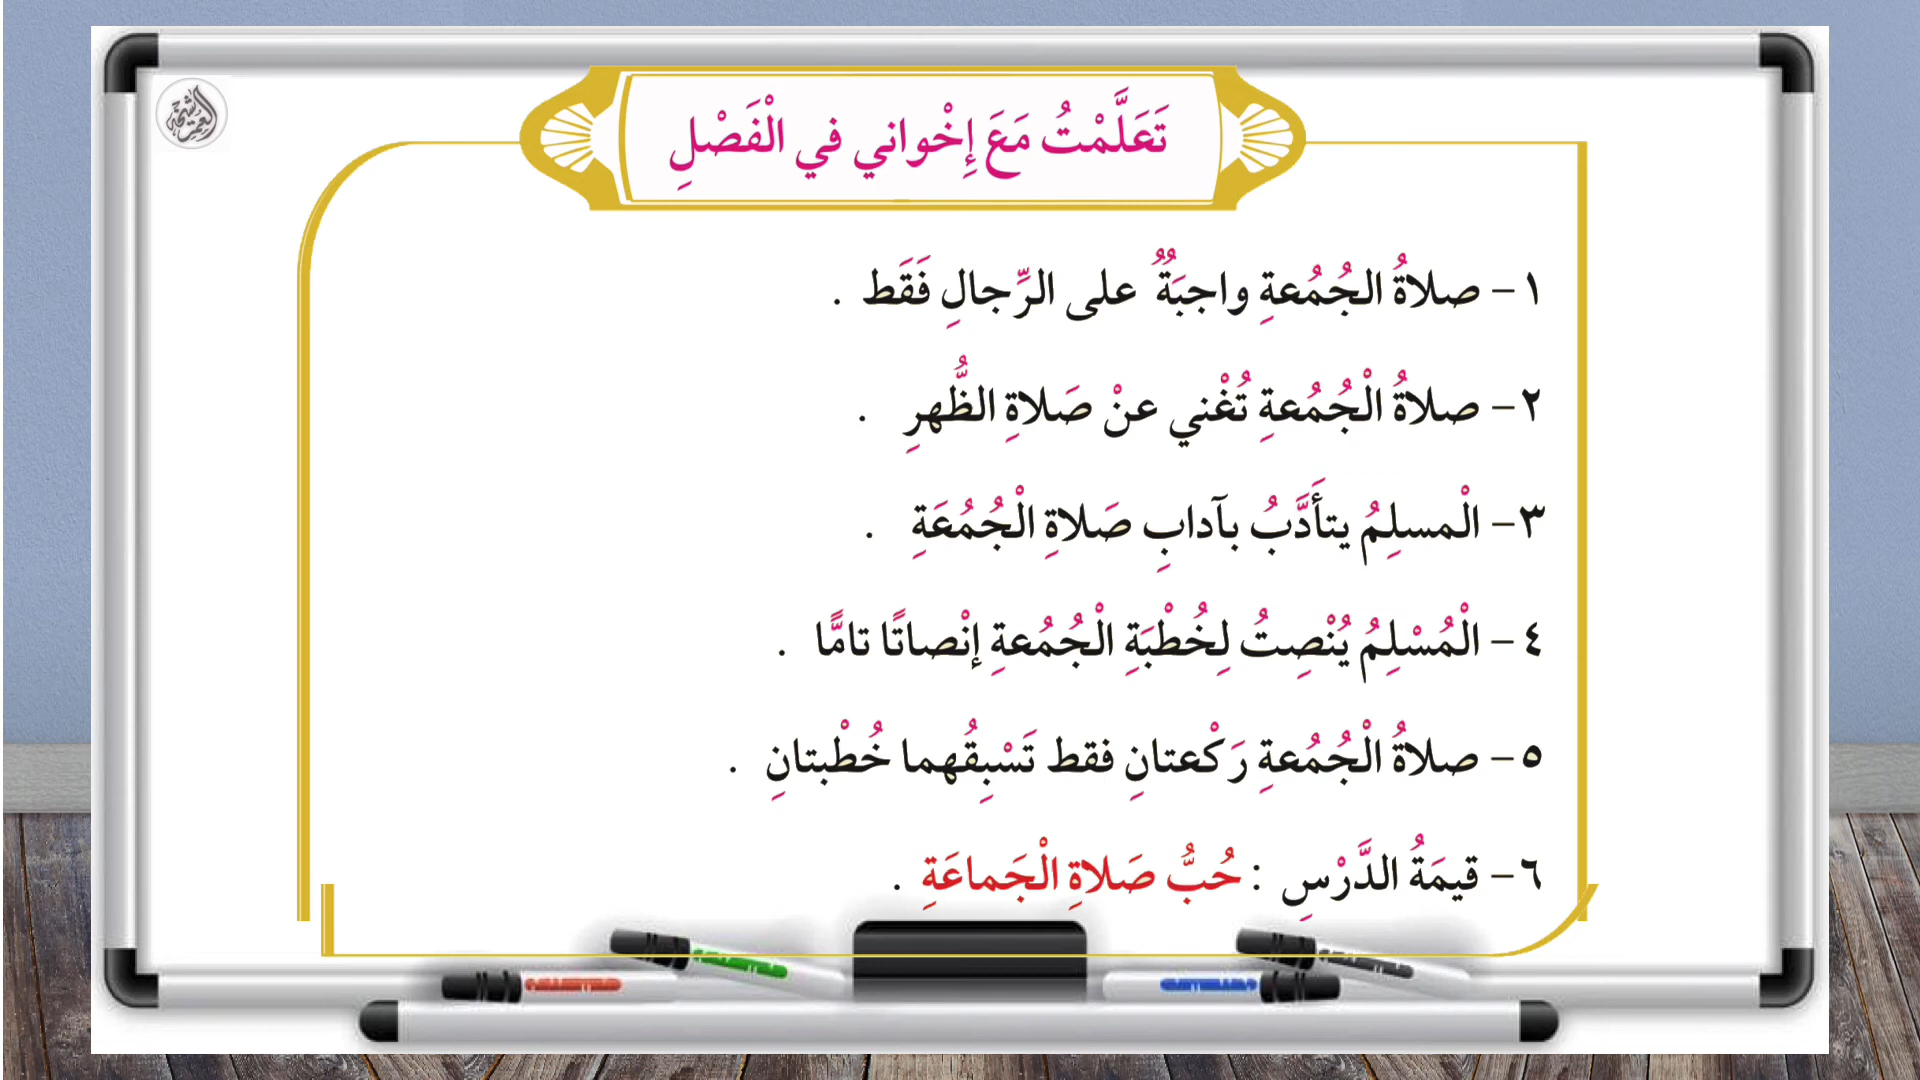 تَعَلَّمْتُ مَعَ إِخْواني في الْفَصْلِ
١- صلاةُ الجُمُعةِ واجبَةٌ على الرِّجالِ فَقَط .
٢- صلاةُ الْجُمُعةِ تُغْني عنْ صَلاةِ الظُّهرِ .
٣- الْمسلِمُ يتأَدَّبُ بآدابِ صَلاةِ الْجُمُعَةِ .
٤- الْمُسْلِمُ يُنْصِتُ لِخُطْبَةِ الْجُمُعةِ إنْصاتًا تامًّا .
٥- صلاةُ الْجُمُعةِ رَكْعتانِ فقط تَسْبِقُهما خُطْبتانِ .
٦- قيمَةُ الدَّرْسِ : حُبُّ صَلاةِ الْجَماعَةِ .